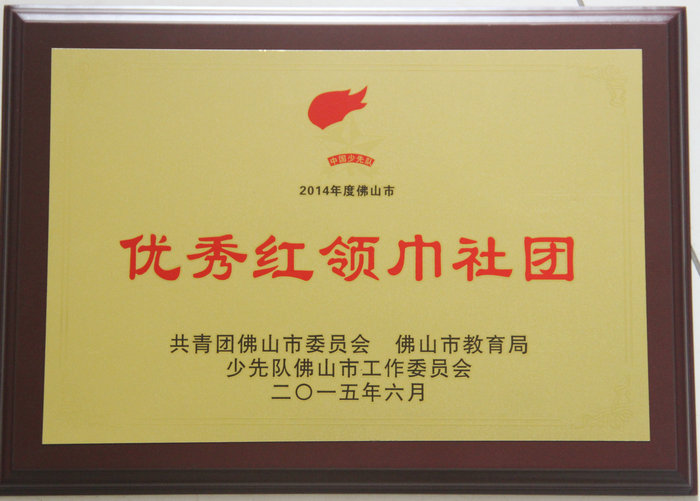 中国少先队
2014年度佛山市
优秀红领巾社团
共青团佛山市委员会 佛山市教育局
少先队佛山市工作委员会
二〇一五年六月